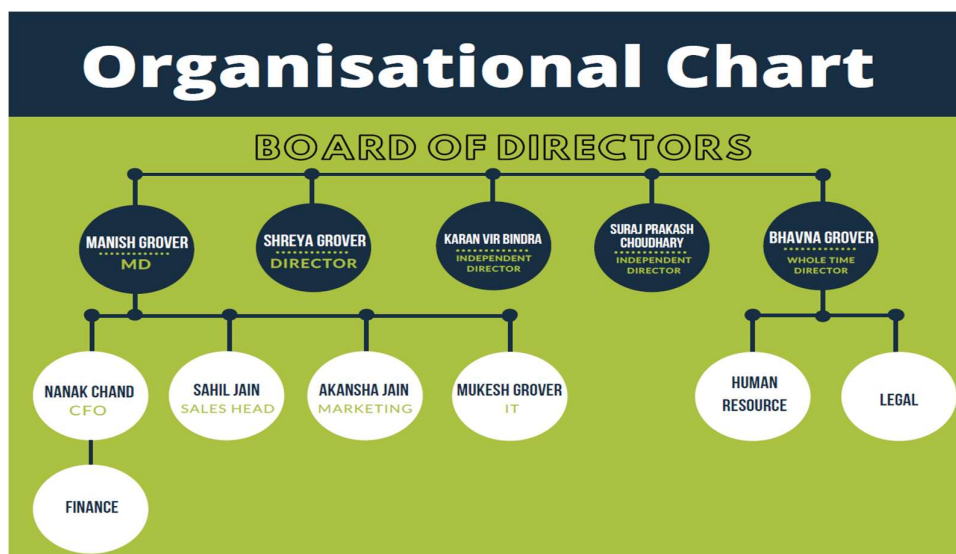 Organisational Chart
BOARD OF DIRECTORS
MANISH GROVER
MD
SHREYA GROVER
DIRECTOR
KARAN VIR BINDRA
INDEPENDENT
DIRECTOR
SURAJ PRAKASH
CHOUDHARY
INDEPENDENT
DIRECTOR
BHAVNA GROVER
WHOLE TIME
DIRECTOR
NANAK CHAND
CFO
SAHIL JAIN
SALES HEAD
AKANSHA JAIN
MARKETING
MUKESH GROVER
IT
HUMAN
RESOURCE
LEGAL
FINANCE